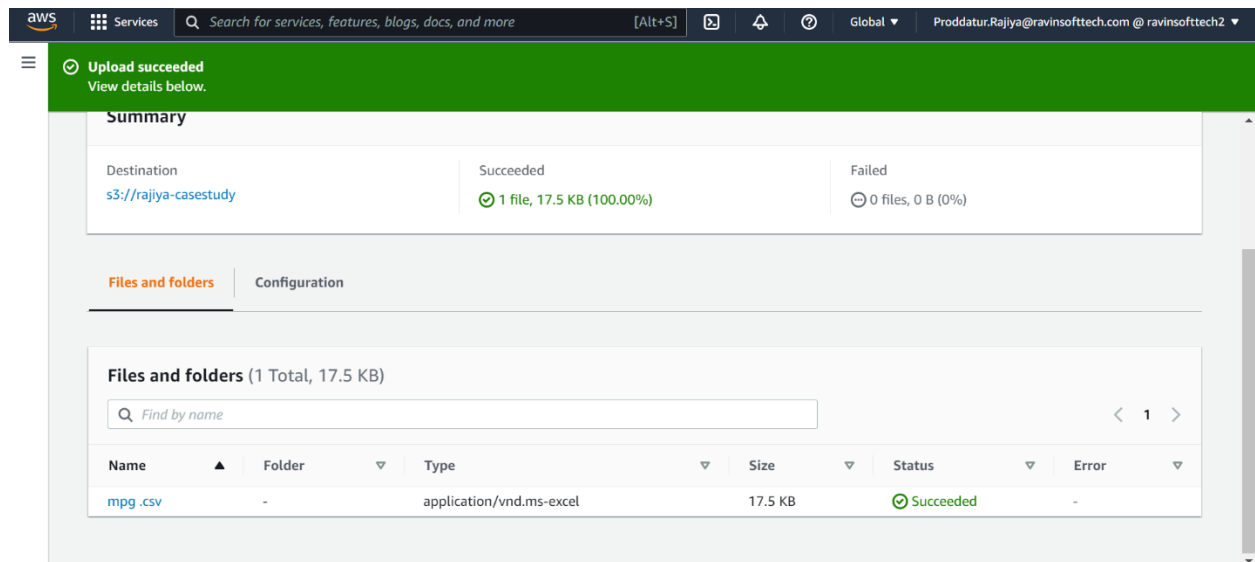 aws Services Search for services, features, blogs, docs, and more [Alt+S] Global Proddatur.Rajiya@ravinsofttech.com @ ravinsofttech2
Upload succeeded
View details below.
Summary
Destination Succeeded Failed
s3://rajiya-casestudy 1 file, 17.5 KB (100.00%) 0 files, 0 B (0%)
Files and folders Configuration
Files and folders (1 Total, 17.5 KB)
Find by name 1
Name Folder Type Size Status Error
mpg .csv - application/vnd.ms-excel 17.5 KB Succeeded -